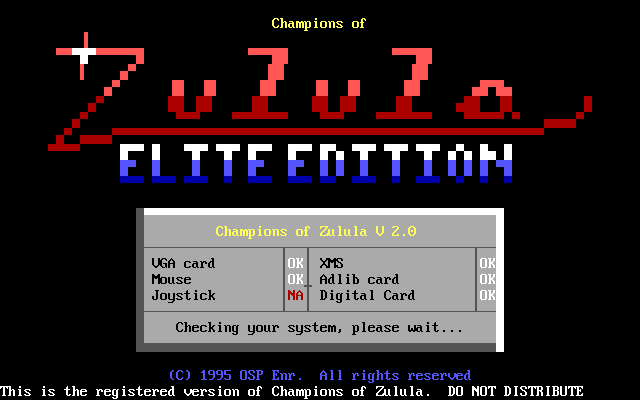 Champions of
Zulula
ELITE EDITION
Champions of Zulula V 2.0
VGA card OK XMS OK
Mouse OK Adlib card OK
Joystick NA Digital Card OK
Checking your system, please wait...
(C) 1995 OSP Enr. All rights reserved
This is the registered version of Champions of Zulula. DO NOT DISTRIBUTE